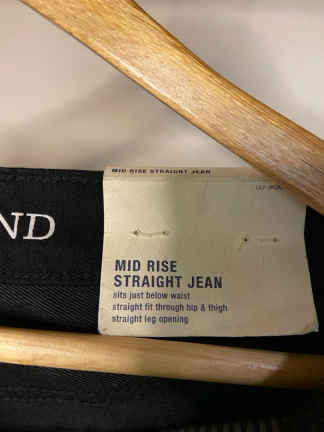 MID RISE STRAIGHT JEAN
ND
MID RISE
STRAIGHT JEAN
sits just below waist
straight fit through hip & thigh
straight leg opening